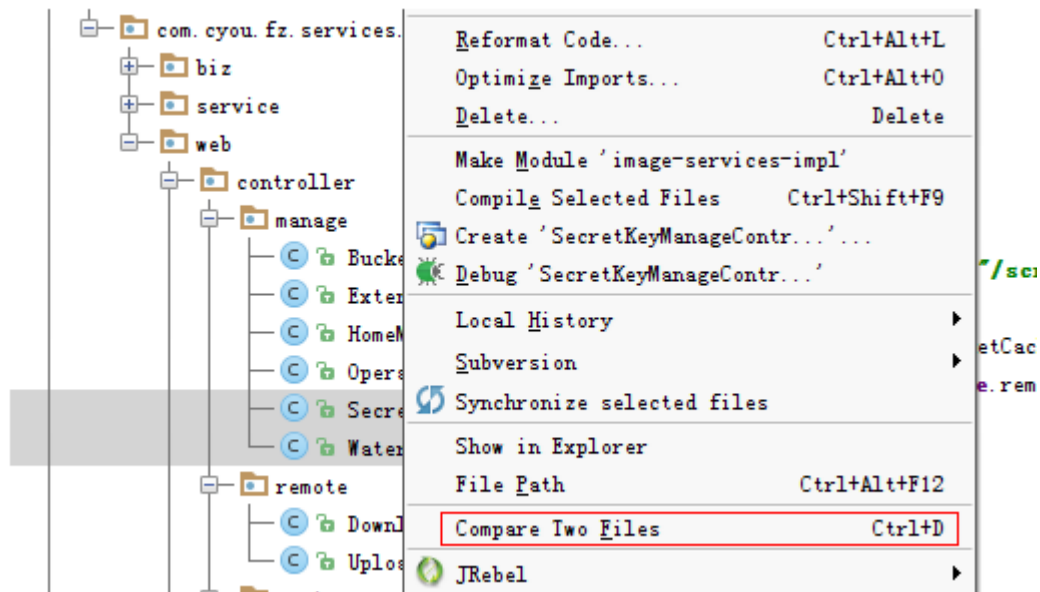 com.cyou.fz.services.
biz
service
web
controller
manage
Bucke
Exter
HomeM
Opera
Secre
Water
remote
Downl
Uploa
Reformat Code... Ctrl+Alt+L
Optimize Imports... Ctrl+Alt+O
Delete... Delete
Make Module 'image-services-impl'
Compile Selected Files Ctrl+Shift+F9
Create 'SecretKeyManageContr...'...
Debug 'SecretKeyManageContr...'
Local History
Subversion
Synchronize selected files
Show in Explorer
File Path Ctrl+Alt+F12
Compare Two Files Ctrl+D
JRebel
"/scr
etCac
e.rem